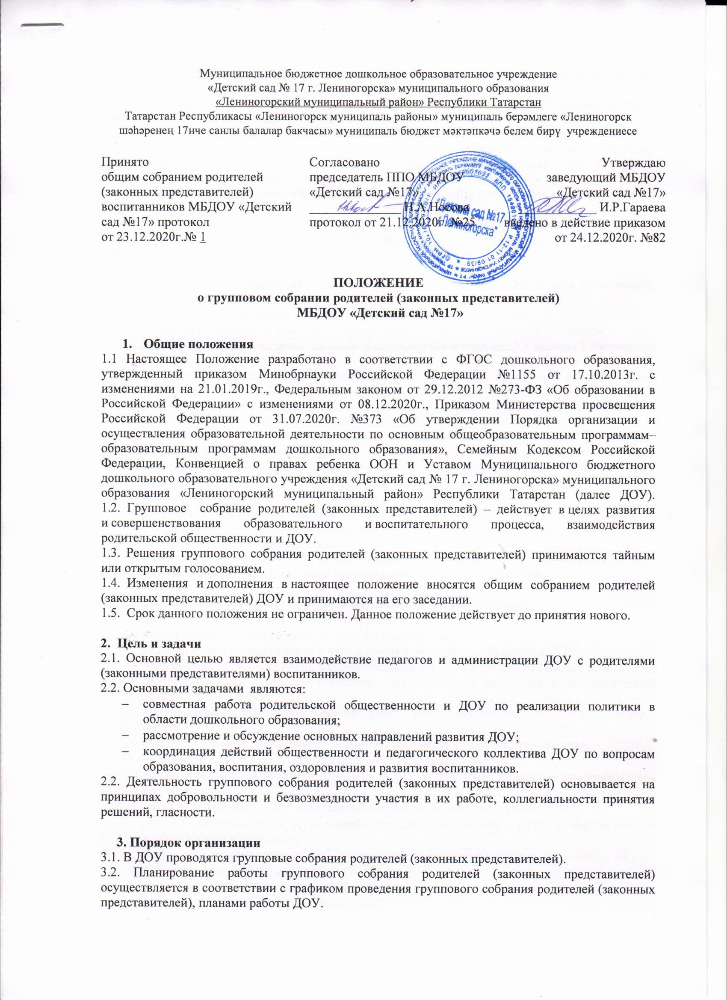 Муниципальное бюджетное дошкольное образовательное учреждение
«Детский сад № 17 г. Лениногорска» муниципального образования
«Лениногорский муниципальный район» Республики Татарстан
Татарстан Республикасы «Лениногорск муниципаль районы» муниципаль берәмлеге «Лениногорск
шәһәренең 17нче санлы балалар бакчасы» муниципаль бюджет мәктәпкәчә белем бирү учреждениесе
Принято
общим собранием родителей
(законных представителей)
воспитанников МБДОУ «Детский
сад №17» протокол
от 23.12.2020г.№ 1
Согласовано
председатель ППО МБДОУ
«Детский сад №17»
Н.А.Носова
протокол от 21.12.2020г. №25
Утверждаю
заведующий МБДОУ
«Детский сад №17»
И.Р.Гараева
введено в действие приказом
от 24.12.2020г. №82
"Детский сад №17
г.Лениногорска"
ПОЛОЖЕНИЕ
о групповом собрании родителей (законных представителей)
МБДОУ «Детский сад №17»
1. Общие положения
1.1 Настоящее Положение разработано в соответствии с ФГОС дошкольного образования,
утвержденный приказом Минобрнауки Российской Федерации №1155 от 17.10.2013г. с
изменениями на 21.01.2019г., Федеральным законом от 29.12.2012 №273-ФЗ «Об образовании в
Российской Федерации» с изменениями от 08.12.2020г., Приказом Министерства просвещения
Российской Федерации от 31.07.2020г. №373 «Об утверждении Порядка организации и
осуществления образовательной деятельности по основным общеобразовательным программам–
образовательным программам дошкольного образования», Семейным Кодексом Российской
Федерации, Конвенцией о правах ребенка ООН и Уставом Муниципального бюджетного
дошкольного образовательного учреждения «Детский сад № 17 г. Лениногорска» муниципального
образования «Лениногорский муниципальный район» Республики Татарстан (далее ДОУ).
1.2. Групповое собрание родителей (законных представителей) – действует в целях развития
и совершенствования образовательного и воспитательного процесса, взаимодействия
родительской общественности и ДОУ.
1.3. Решения группового собрания родителей (законных представителей) принимаются тайным
или открытым голосованием.
1.4. Изменения и дополнения в настоящее положение вносятся общим собранием родителей
(законных представителей) ДОУ и принимаются на его заседании.
1.5. Срок данного положения не ограничен. Данное положение действует до принятия нового.
2. Цель и задачи
2.1. Основной целью является взаимодействие педагогов и администрации ДОУ с родителями
(законными представителями) воспитанников.
2.2. Основными задачами являются:
– совместная работа родительской общественности и ДОУ по реализации политики в
области дошкольного образования;
– рассмотрение и обсуждение основных направлений развития ДОУ;
– координация действий общественности и педагогического коллектива ДОУ по вопросам
образования, воспитания, оздоровления и развития воспитанников.
2.2. Деятельность группового собрания родителей (законных представителей) основывается на
принципах добровольности и безвозмездности участия в их работе, коллегиальности принятия
решений, гласности.
3. Порядок организации
3.1. В ДОУ проводятся групповые собрания родителей (законных представителей).
3.2. Планирование работы группового собрания родителей (законных представителей)
осуществляется в соответствии с графиком проведения группового собрания родителей (законных
представителей), планами работы ДОУ.